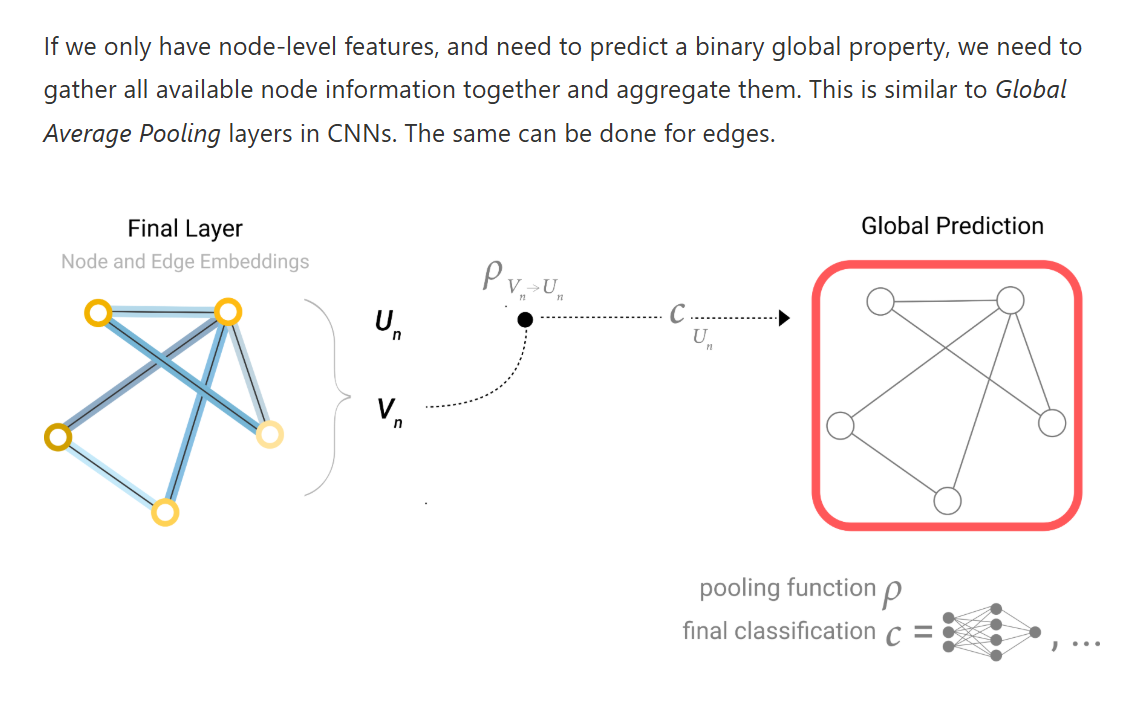 If we only have node-level features, and need to predict a binary global property, we need to
gather all available node information together and aggregate them. This is similar to Global
Average Pooling layers in CNNs. The same can be done for edges.
Final Layer
Node and Edge Embeddings
Global Prediction
ρ Vn→Un
Un
c Un
Vn
pooling function ρ
final classification c = , ...